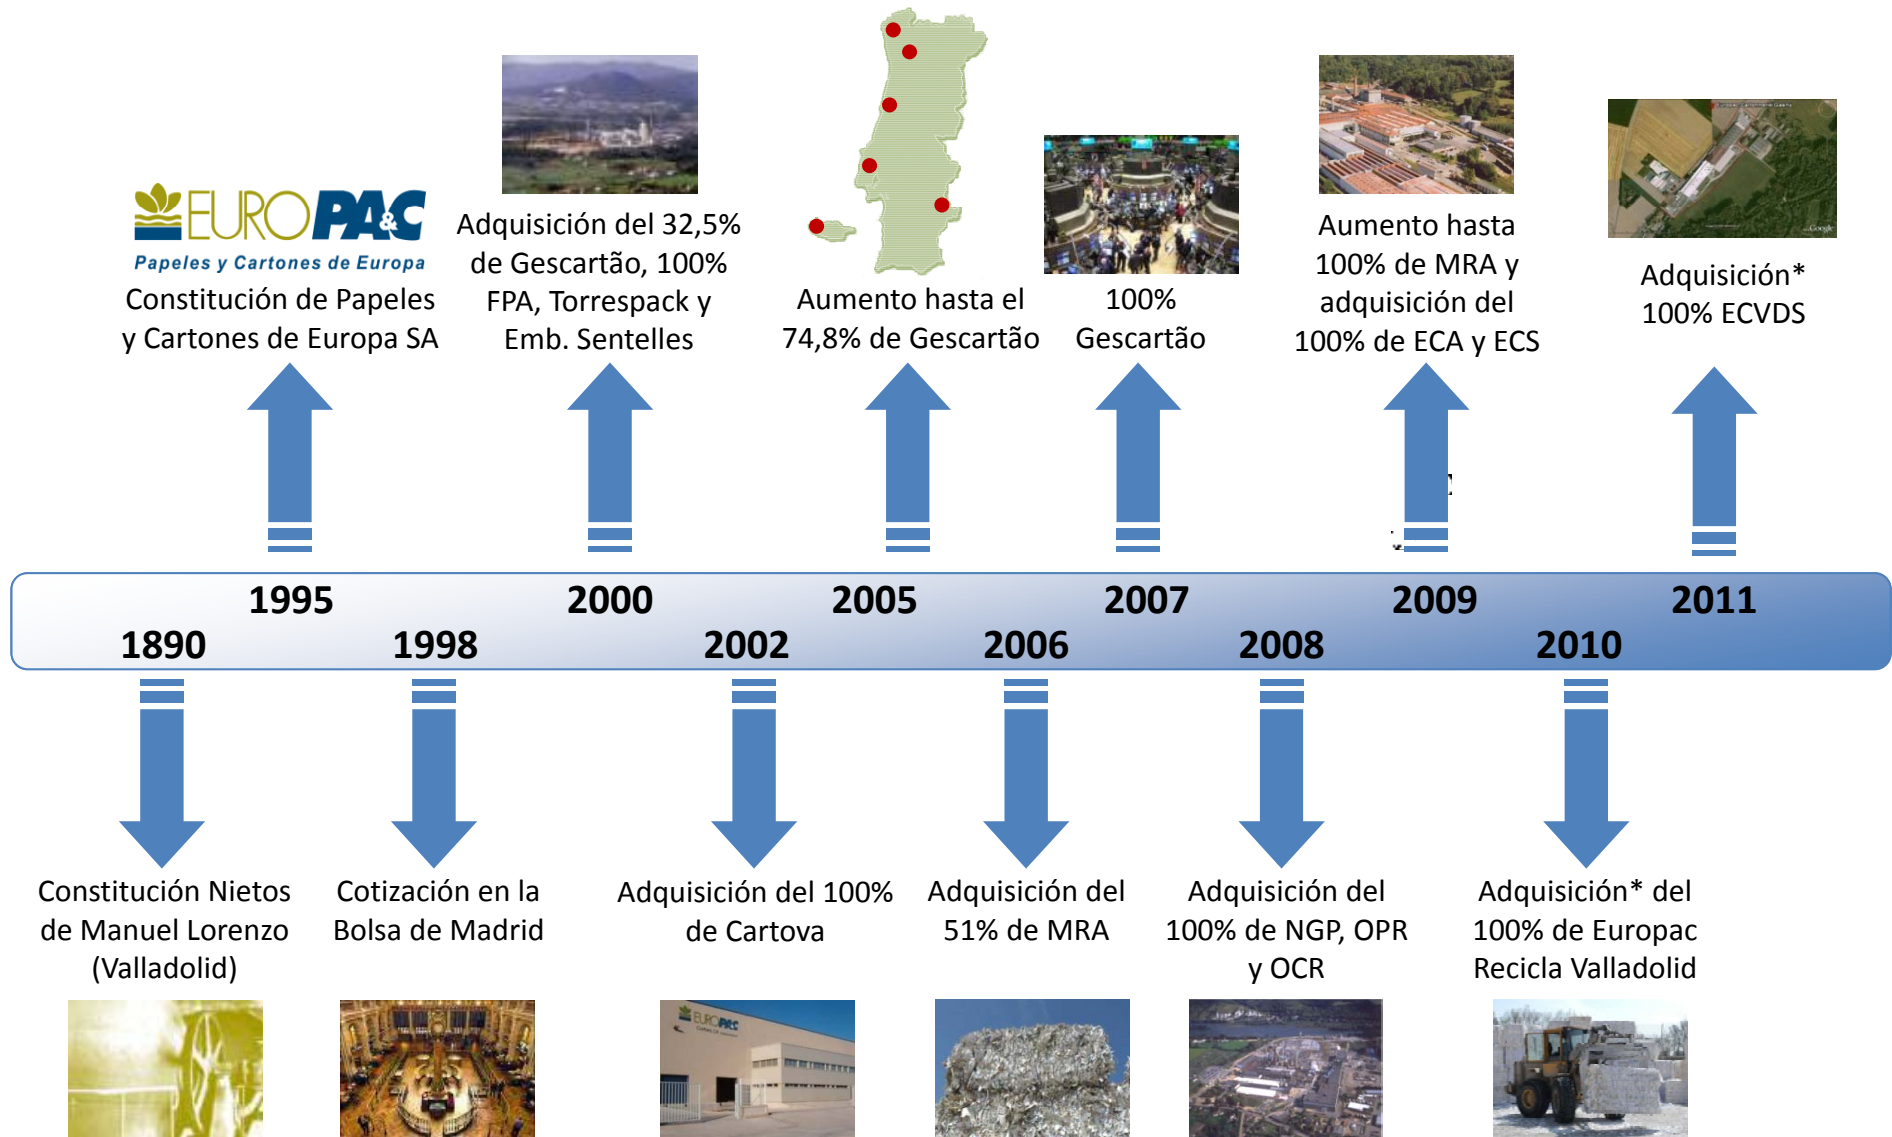 EUROPA&C
Papeles y Cartones de Europa
Constitución de Papeles
y Cartones de Europa SA
Adquisición del 32,5%
de Gescartão, 100%
FPA, Torrespack y
Emb. Sentelles
Aumento hasta el
74,8% de Gescartão
100%
Gescartão
Aumento hasta
100% de MRA y
adquisición del
100% de ECA y ECS
Google
Adquisición*
100% ECVDS
1995
2000
2005
2007
2009
2011
1890
1998
2002
2006
2008
2010
Constitución Nietos
de Manuel Lorenzo
(Valladolid)
Cotización en la
Bolsa de Madrid
Adquisición del 100%
de Cartova
EUROPAC
Adquisición del
51% de MRA
Adquisición del
100% de NGP, OPR
y OCR
Adquisición* del
100% de Europac
Recicla Valladolid